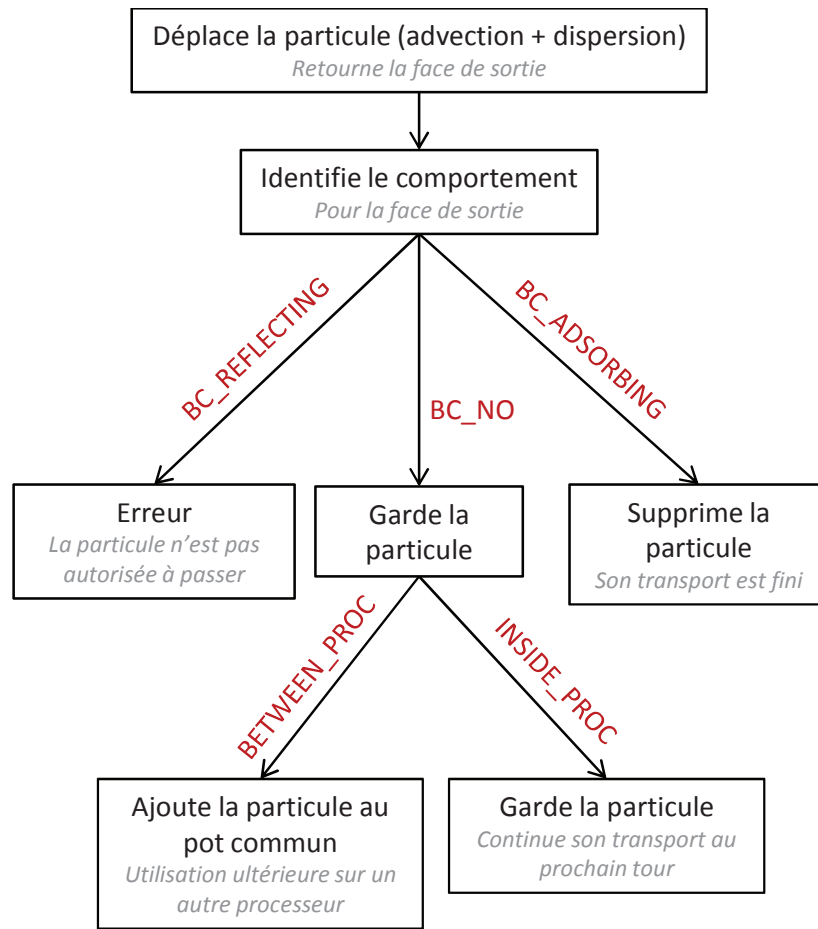 Déplace la particule (advection + dispersion)
Retourne la face de sortie
Identifie le comportement
Pour la face de sortie
BC_REFLECTING
BC_NO
BC_ADSORBING
Erreur
La particule n'est pas
autorisée à passer
Garde la
particule
Supprime la
particule
Son transport est fini
BETWEEN_PROC
INSIDE_PROC
Ajoute la particule au
pot commun
Utilisation ultérieure sur un
autre processeur
Garde la particule
Continue son transport au
prochain tour